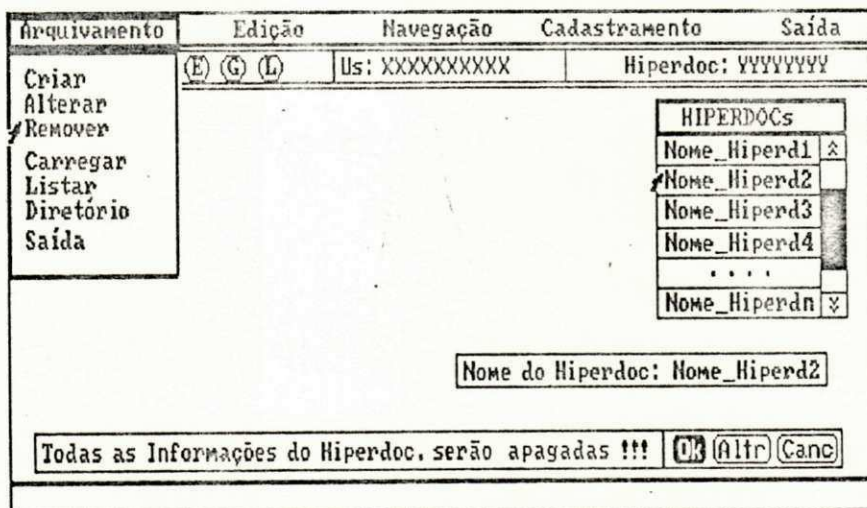 Arquivamento Edição Navegação Cadastramento Saída
(E) (G) (L) Us: XXXXXXXXXX Hiperdoc: YYYYYYYY
Criar
Alterar
Remover
Carregar
Listar
Diretório
Saída
HIPERDOCs
Nome_Hiperd1
Nome_Hiperd2
Nome_Hiperd3
Nome_Hiperd4
. . . .
Nome_Hiperdn
Nome do Hiperdoc: Nome_Hiperd2
Todas as Informações do Hiperdoc. serão apagadas !!! Ok Altr Canc